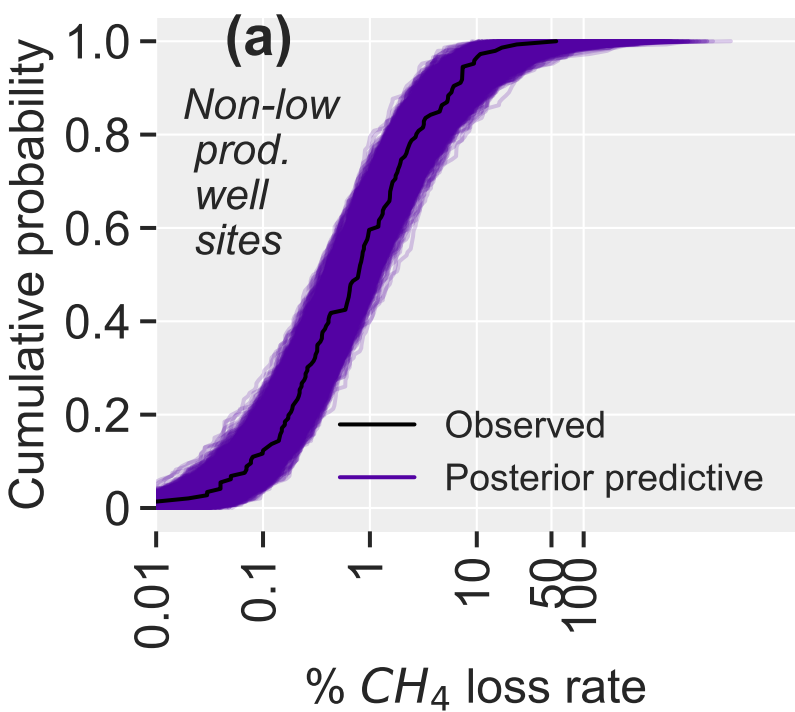 (a)
Non-low
prod.
well
sites
Cumulative probability
1.0
0.8
0.6
0.4
0.2
0
Observed
Posterior predictive
0.01
0.1
1
10
50
100
% CH₄ loss rate